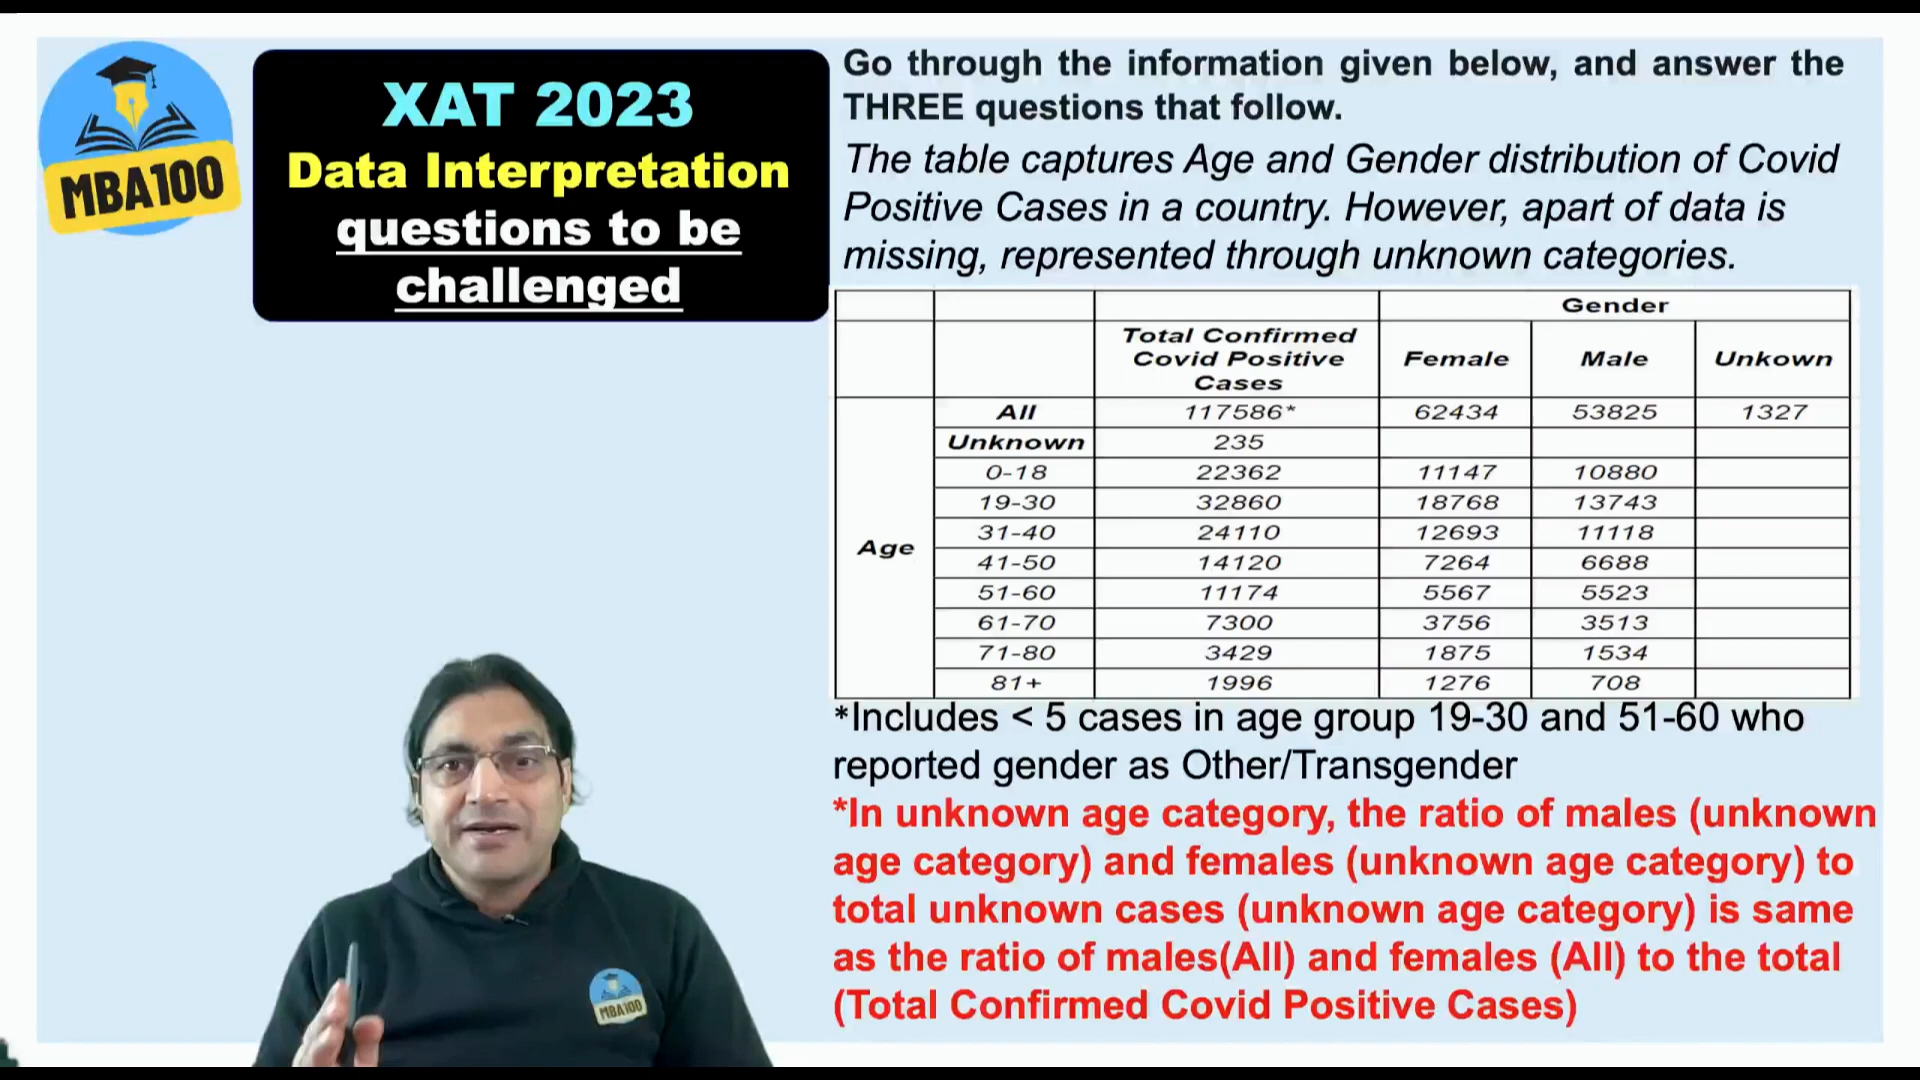 MBA100
XAT 2023
Data Interpretation
questions to be
challenged
Go through the information given below, and answer the
THREE questions that follow.
The table captures Age and Gender distribution of Covid
Positive Cases in a country. However, apart of data is
missing, represented through unknown categories.
Gender
Total Confirmed Covid Positive Cases Female Male Unkown
All 117586* 62434 53825 1327
Unknown 235
0-18 22362 11147 10880
19-30 32860 18768 13743
31-40 24110 12693 11118
Age
41-50 14120 7264 6688
51-60 11174 5567 5523
61-70 7300 3756 3513
71-80 3429 1875 1534
81+ 1996 1276 708
*Includes < 5 cases in age group 19-30 and 51-60 who
reported gender as Other/Transgender
*In unknown age category, the ratio of males (unknown
age category) and females (unknown age category) to
total unknown cases (unknown age category) is same
as the ratio of males(All) and females (All) to the total
(Total Confirmed Covid Positive Cases)
MBA100